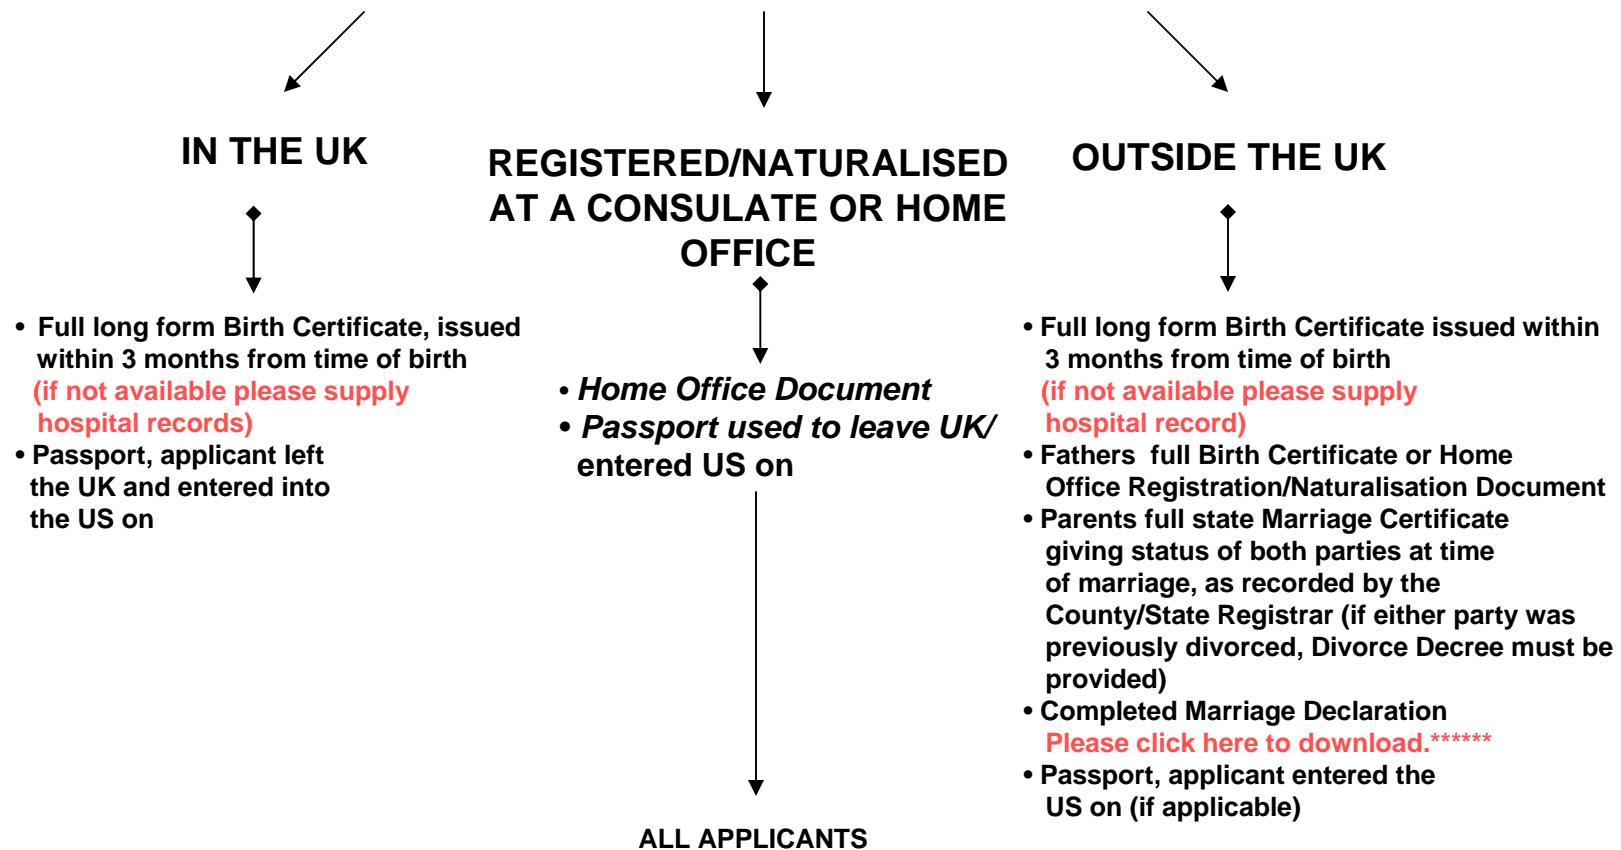 IN THE UK
• Full long form Birth Certificate, issued
within 3 months from time of birth
(if not available please supply
hospital records)
• Passport, applicant left
the UK and entered into
the US on
REGISTERED/NATURALISED
AT A CONSULATE OR HOME
OFFICE
• Home Office Document
• Passport used to leave UK/
entered US on
OUTSIDE THE UK
• Full long form Birth Certificate issued within
3 months from time of birth
(if not available please supply
hospital record)
• Fathers full Birth Certificate or Home
Office Registration/Naturalisation Document
• Parents full state Marriage Certificate
giving status of both parties at time
of marriage, as recorded by the
County/State Registrar (if either party was
previously divorced, Divorce Decree must be
provided)
• Completed Marriage Declaration
Please click here to download.******
• Passport, applicant entered the
US on (if applicable)
ALL APPLICANTS